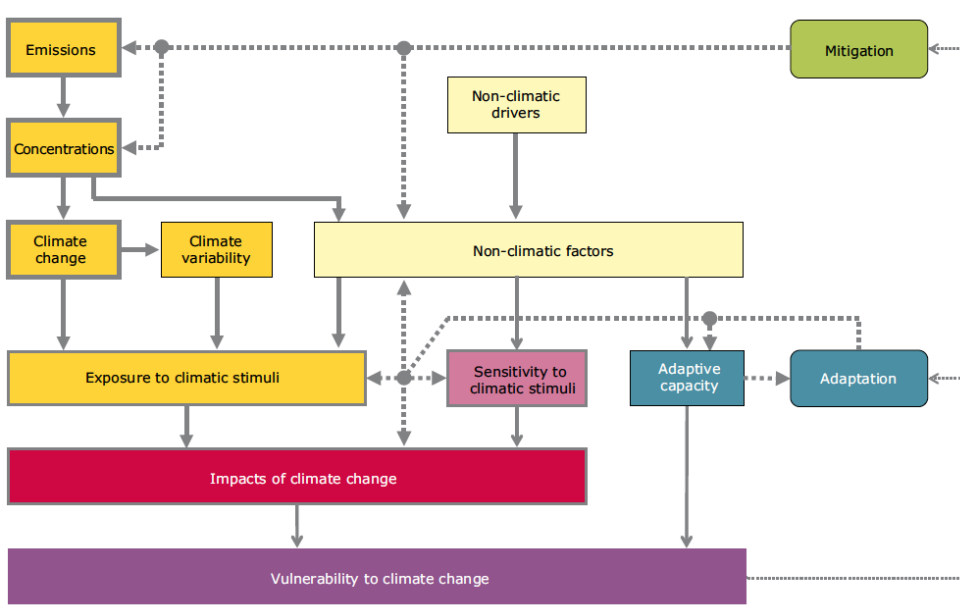 Emissions
Mitigation
Non-climatic
drivers
Concentrations
Climate
change
Climate
variability
Non-climatic factors
Exposure to climatic stimuli
Sensitivity to
climatic stimuli
Adaptive
capacity
Adaptation
Impacts of climate change
Vulnerability to climate change